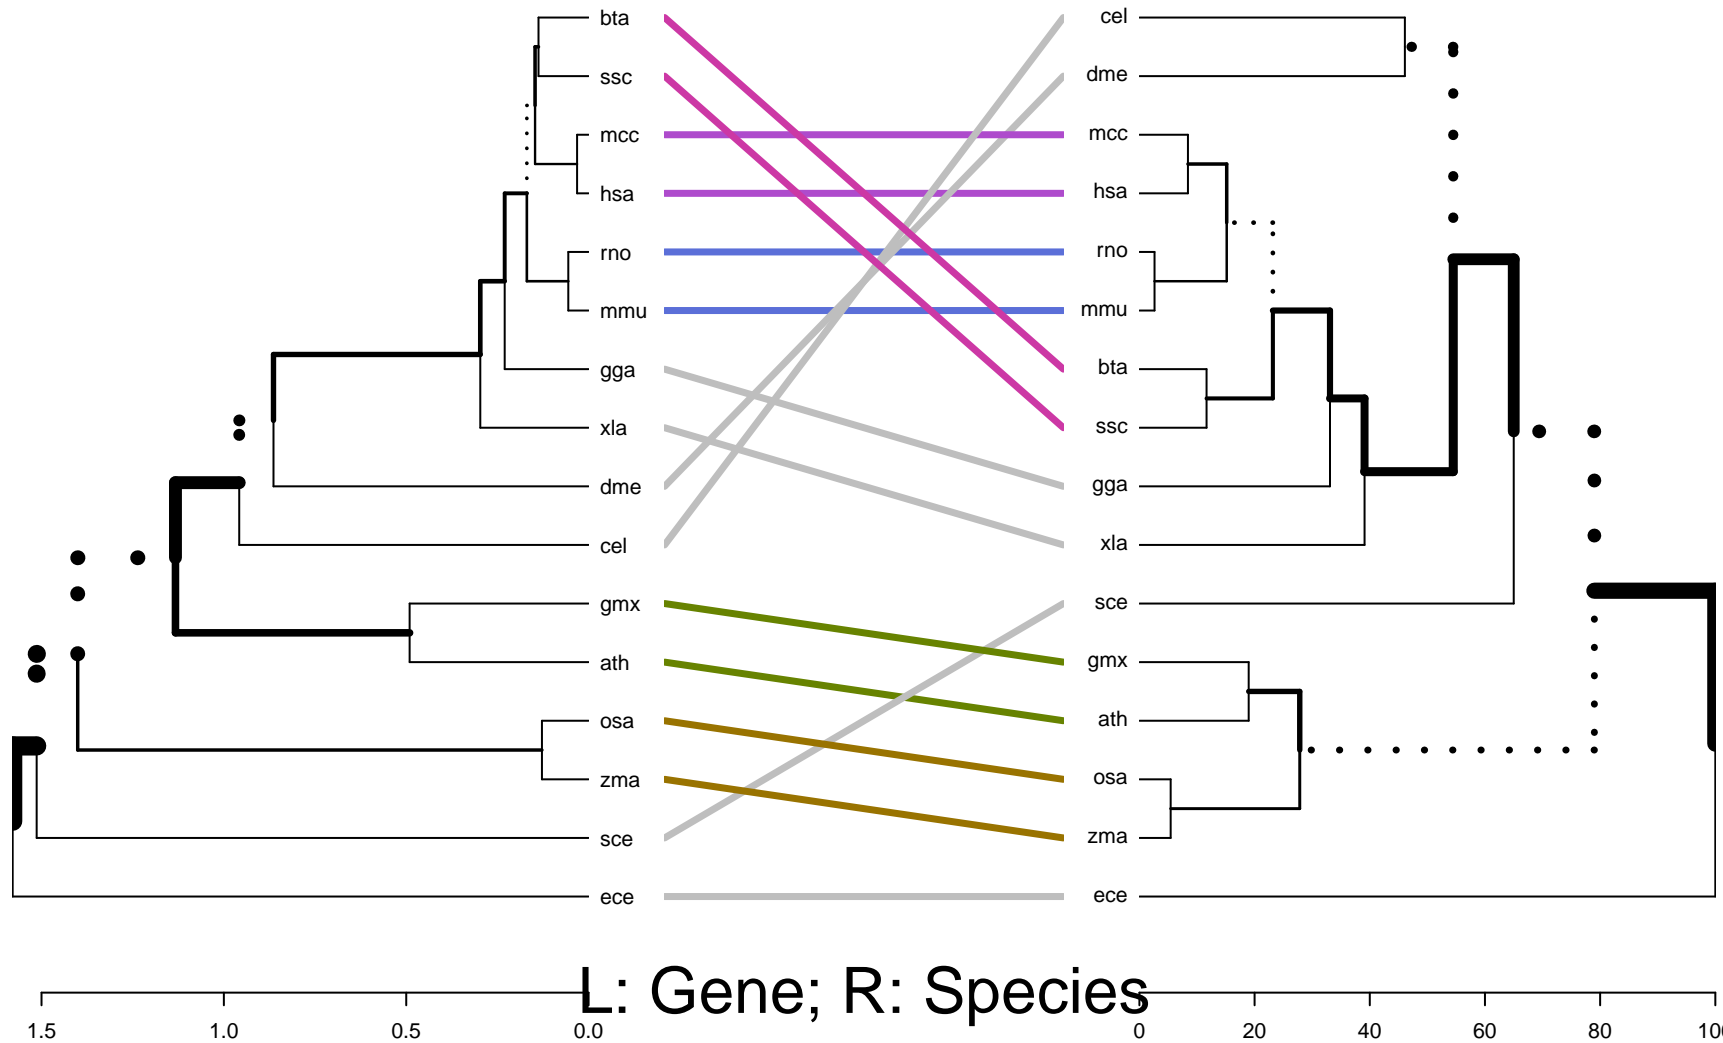 bta
ssc
mcc
hsa
rno
mmu
gga
xla
dme
cel
gmx
ath
osa
zma
sce
ece
cel
dme
mcc
hsa
rno
mmu
bta
ssc
gga
xla
sce
gmx
ath
osa
zma
ece
L: Gene; R: Species
1.5 1.0 0.5 0.0
0 20 40 60 80 100